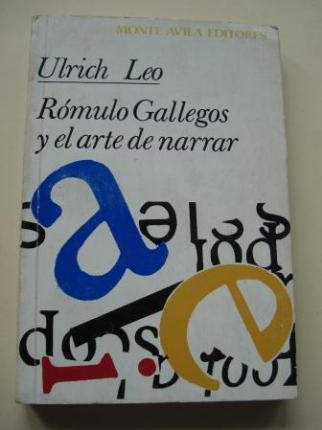 MONTE AVILA EDITORES
Ulrich Leo
Rómulo Gallegos
y el arte de narrar